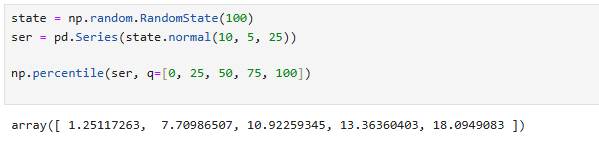 state = np.random.RandomState(100)
ser = pd.Series(state.normal(10, 5, 25))
np.percentile(ser, q=[0, 25, 50, 75, 100])
array([ 1.25117263,  7.70986507, 10.92259345, 13.36360403, 18.0949083 ])